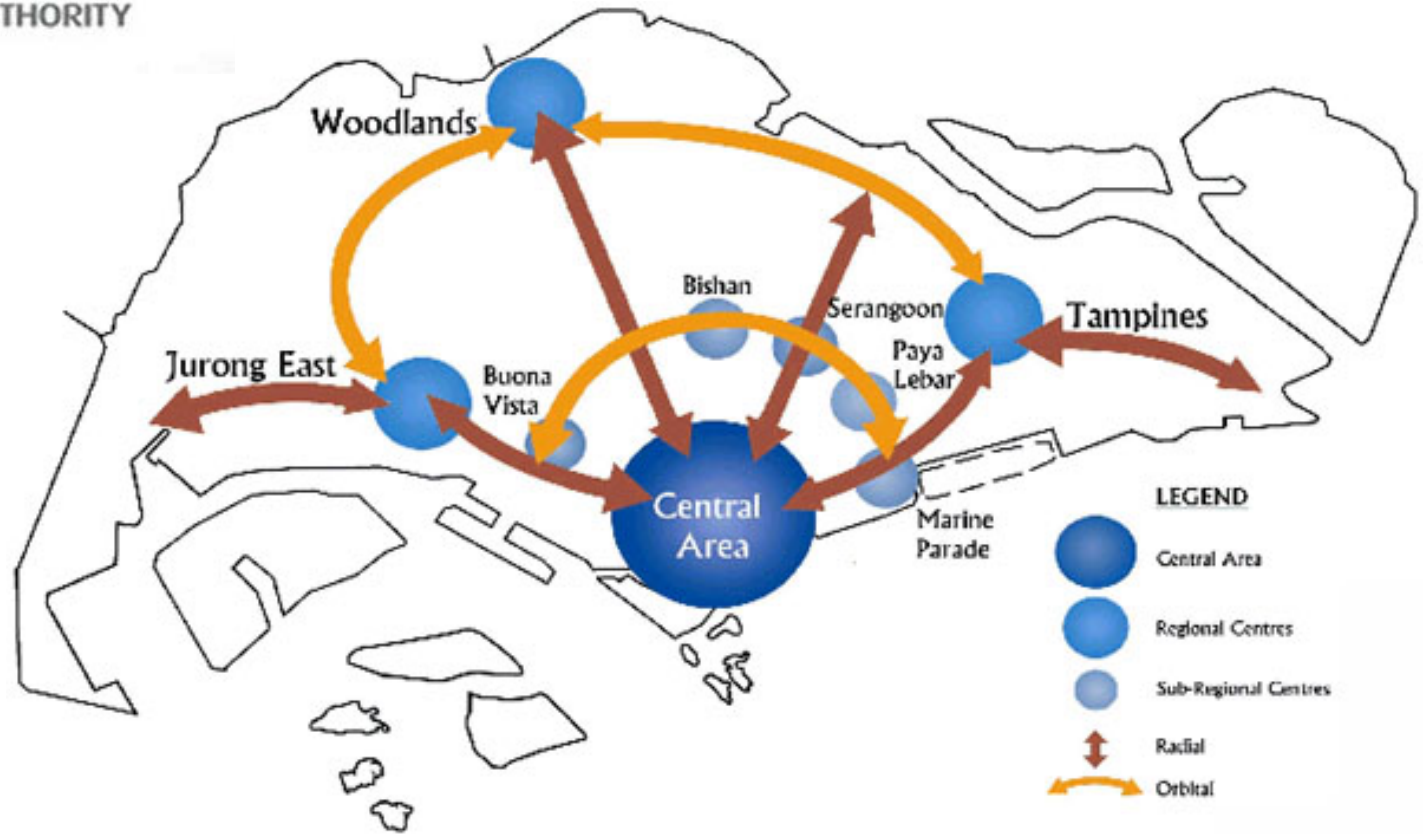 THORITY
Woodlands
Bishan
Serangoon
Tampines
Paya
Lebar
Jurong East
Buona
Vista
Central
Area
Marine
Parade
LEGEND
Central Area
Regional Centres
Sub-Regional Centres
Radial
Orbital